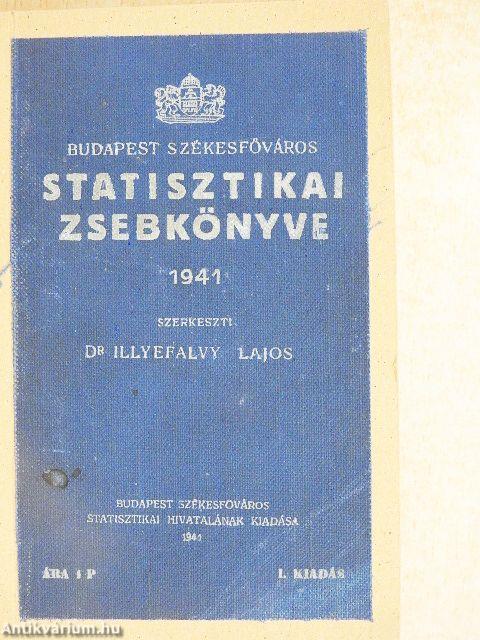 BUDAPEST SZÉKESFŐVÁROS
STATISZTIKAI
ZSEBKÖNYVE
1941
SZERKESZTI
DR ILLYEFALVY LAJOS
BUDAPEST SZÉKESFŐVÁROS
STATISZTIKAI HIVATALÁNAK KIADÁSA
1941
ÁRA 1 P I. KIADÁS
Antikvárium.hu